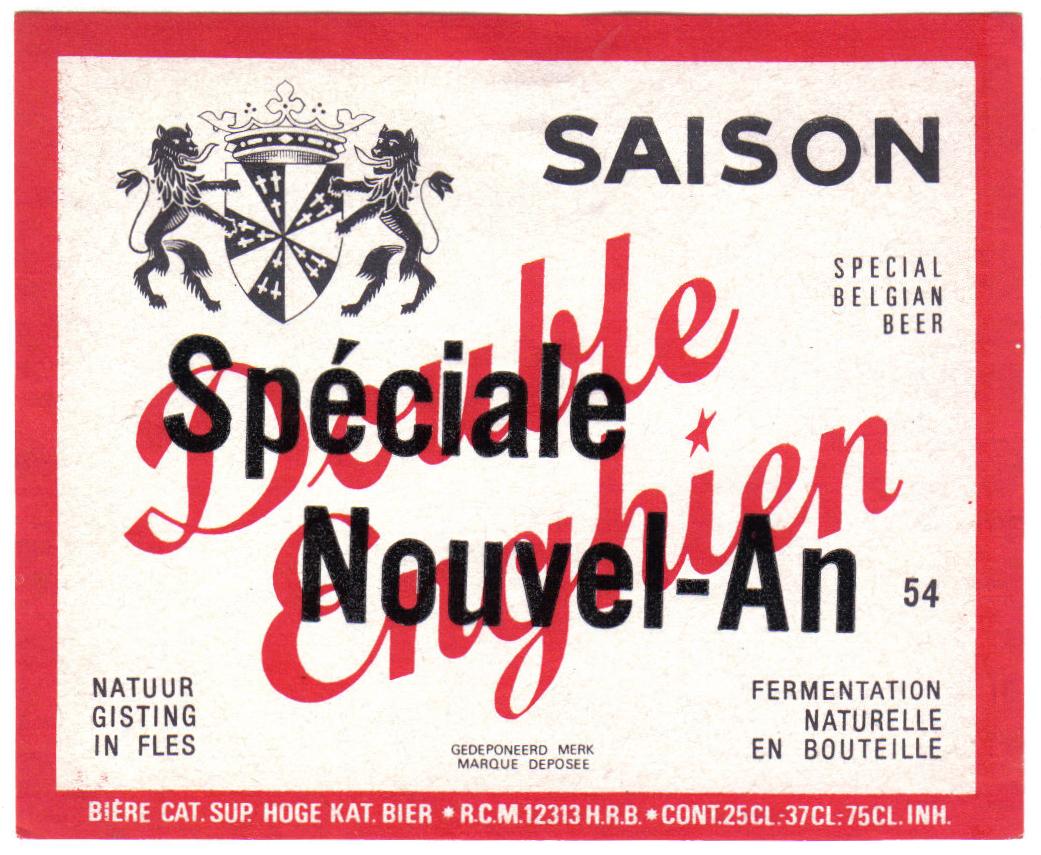 SAISON
SPECIAL
BELGIAN
BEER
Double
Enghien
Spéciale
Nouvel-An
54
NATUUR
GISTING
IN FLES
GEDEPONEERD MERK
MARQUE DEPOSEE
FERMENTATION
NATURELLE
EN BOUTEILLE
BIÈRE CAT. SUP. HOGE KAT. BIER * R.C.M. 12313 H.R.B. * CONT. 25CL.-37CL.-75CL. INH.